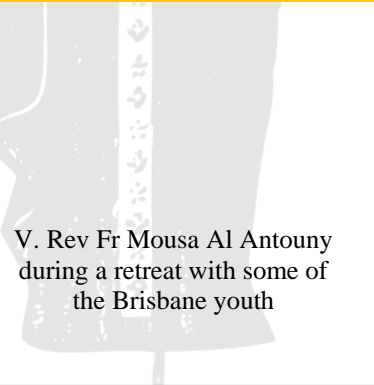 V. Rev Fr Mousa Al Antouny
during a retreat with some of
the Brisbane youth